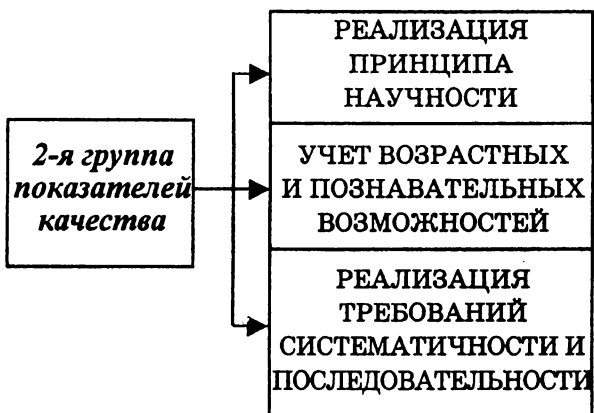 2-я группа
показателей
качества
РЕАЛИЗАЦИЯ
ПРИНЦИПА
НАУЧНОСТИ
УЧЕТ ВОЗРАСТНЫХ
И ПОЗНАВАТЕЛЬНЫХ
ВОЗМОЖНОСТЕЙ
РЕАЛИЗАЦИЯ
ТРЕБОВАНИЙ
СИСТЕМАТИЧНОСТИ И
ПОСЛЕДОВАТЕЛЬНОСТИ